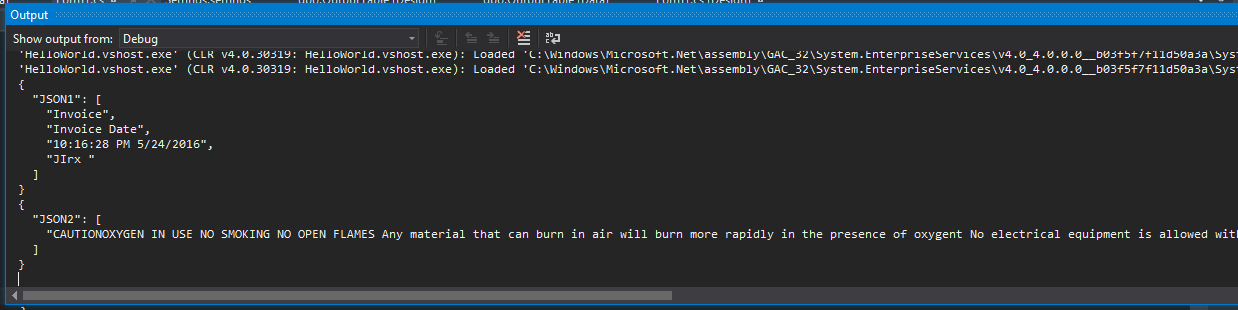 Output
Show output from: Debug
'HelloWorld.vshost.exe' (CLR v4.0.30319: HelloWorld.vshost.exe): Loaded 'C:\Windows\Microsoft.Net\assembly\GAC_32\System.EnterpriseServices\v4.0_4.0.0.0__b03f5f7f11d50a3a\Syst
'HelloWorld.vshost.exe' (CLR v4.0.30319: HelloWorld.vshost.exe): Loaded 'C:\Windows\Microsoft.Net\assembly\GAC_32\System.EnterpriseServices\v4.0_4.0.0.0__b03f5f7f11d50a3a\Syst
{
"JSON1": [
"Invoice",
"Invoice Date",
"10:16:28 PM 5/24/2016",
"JIrx "
]
}
{
"JSON2": [
"CAUTIONOXYGEN IN USE NO SMOKING NO OPEN FLAMES Any material that can burn in air will burn more rapidly in the presence of oxygent No electrical equipment is allowed with
]
}